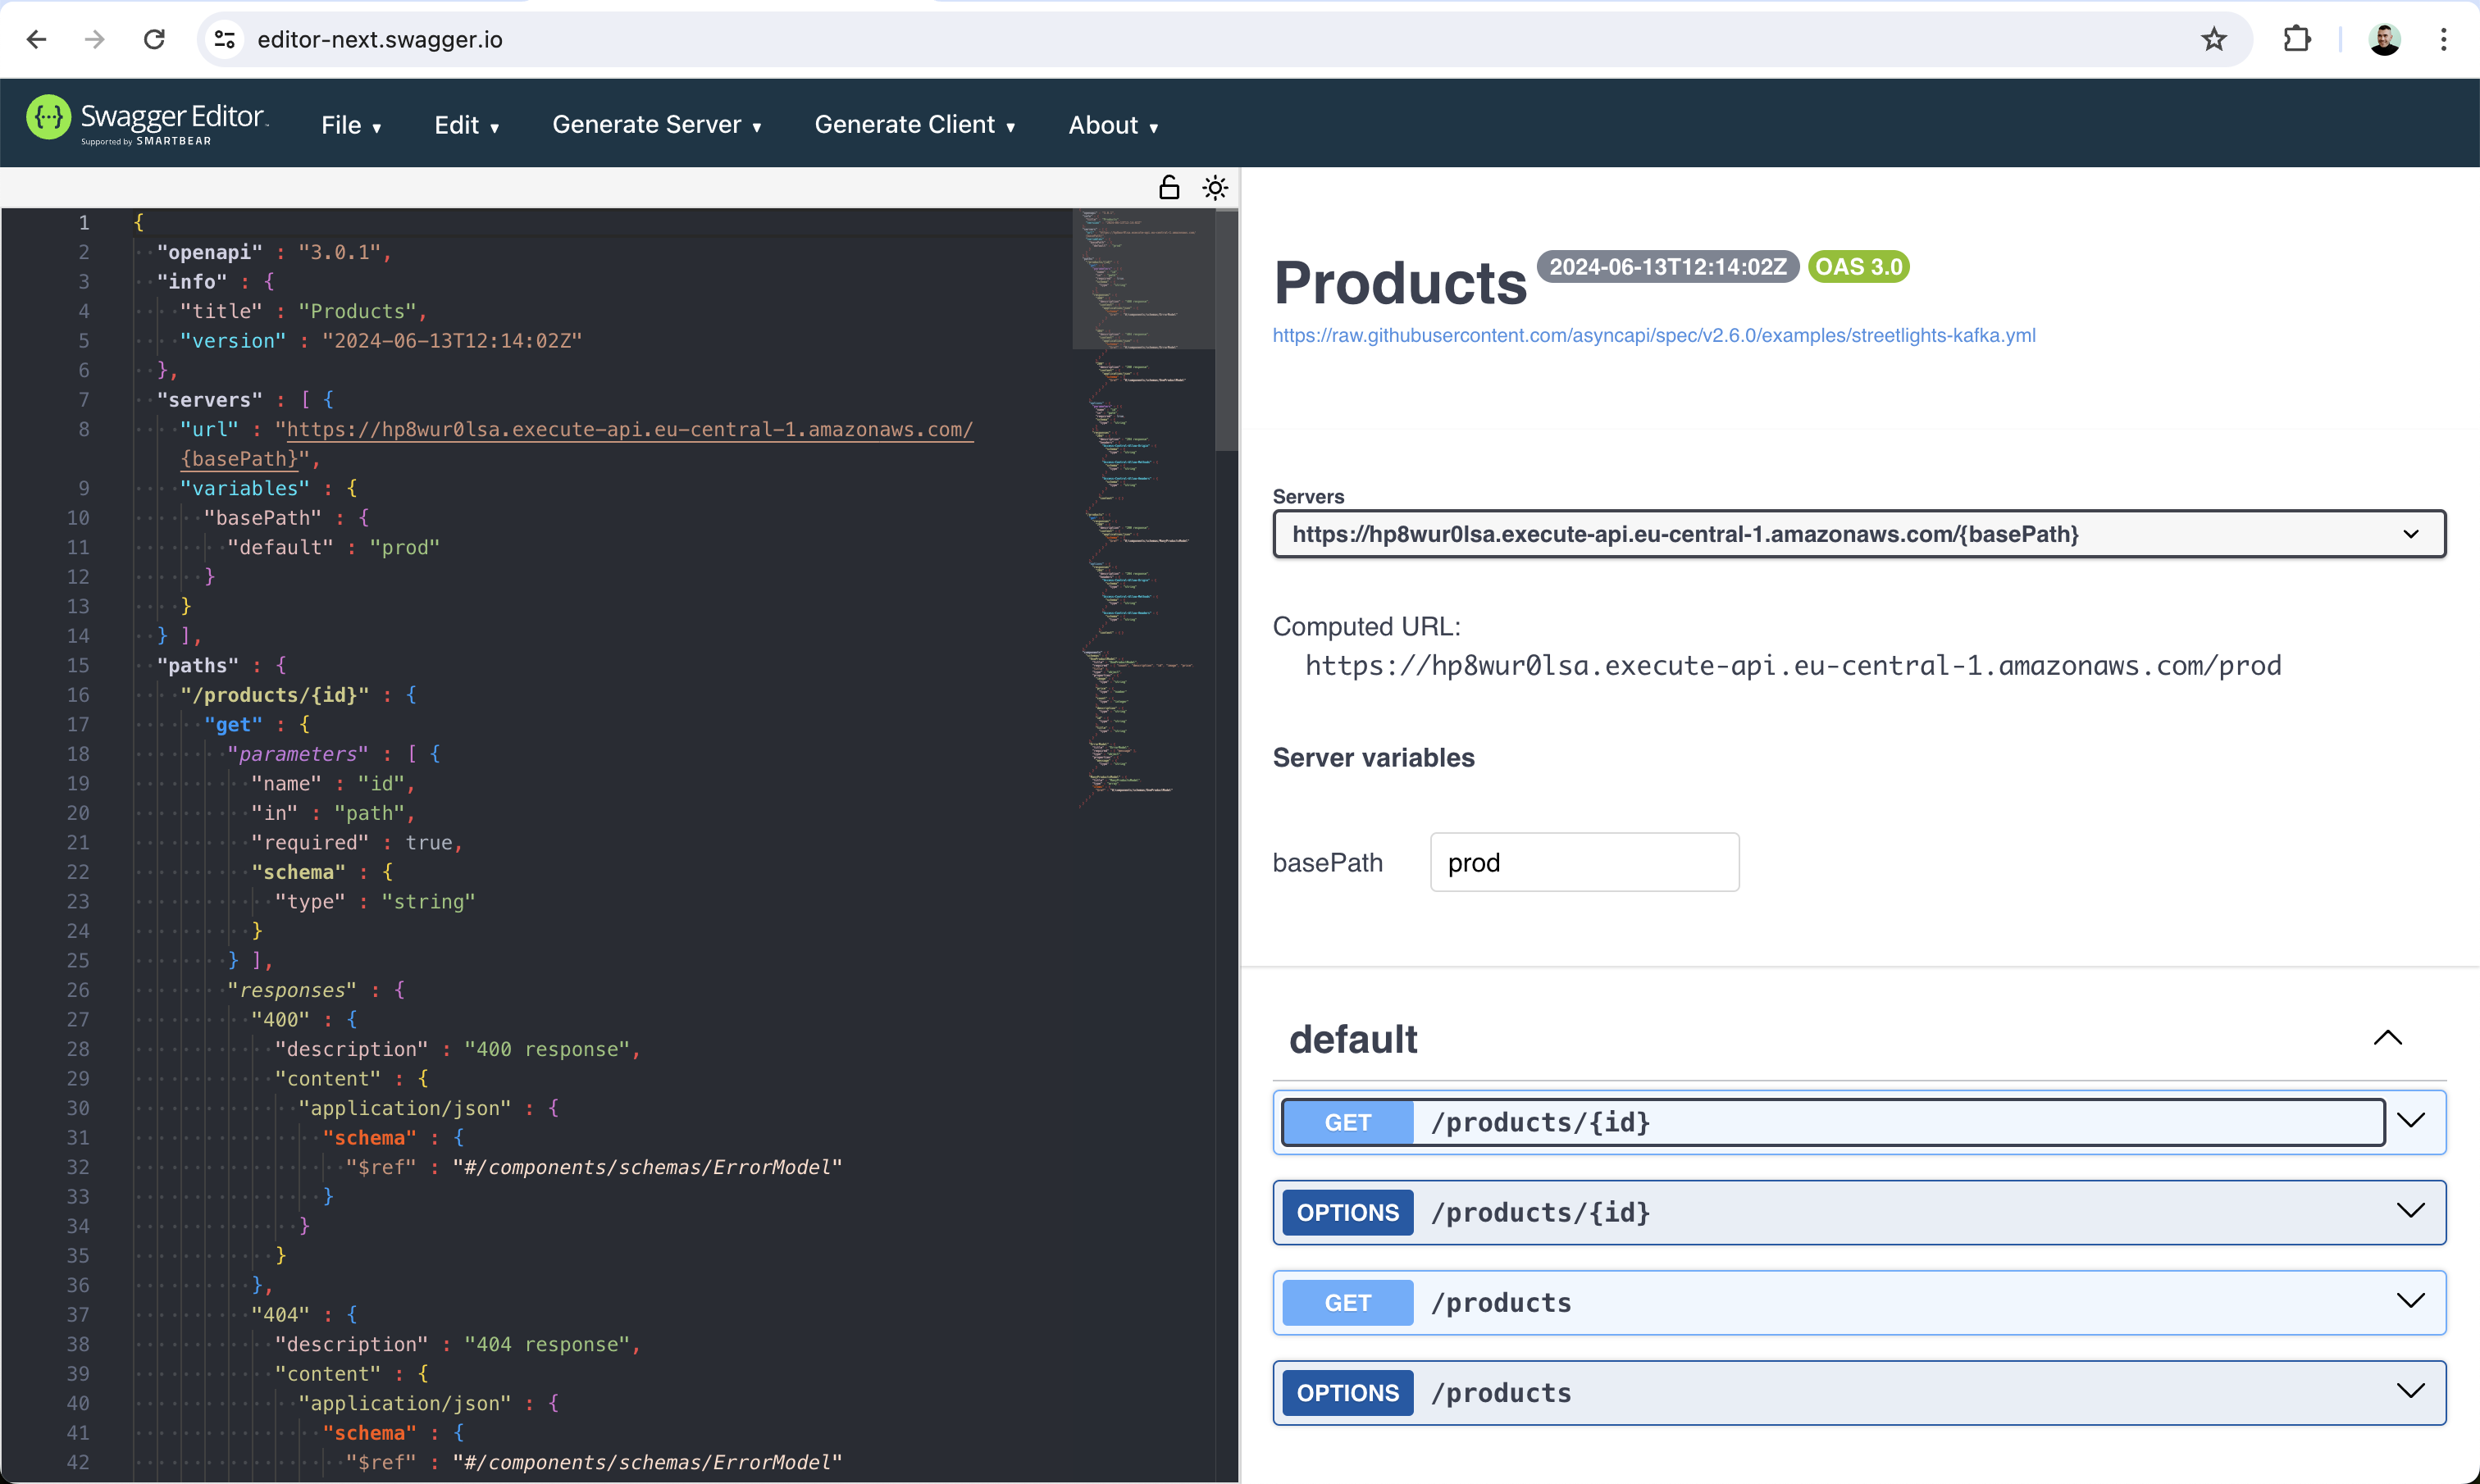 editor-next.swagger.io
Swagger Editor
Supported by SMARTBEAR
File
Edit
Generate Server
Generate Client
About
1 {
2 "openapi" : "3.0.1",
3 "info" : {
4 "title" : "Products",
5 "version" : "2024-06-13T12:14:02Z"
6 },
7 "servers" : [ {
8 "url" : "https://hp8wur0lsa.execute-api.eu-central-1.amazonaws.com/
{basePath}",
9 "variables" : {
10 "basePath" : {
11 "default" : "prod"
12 }
13 }
14 } ],
15 "paths" : {
16 "/products/{id}" : {
17 "get" : {
18 "parameters" : [ {
19 "name" : "id",
20 "in" : "path",
21 "required" : true,
22 "schema" : {
23 "type" : "string"
24 }
25 } ],
26 "responses" : {
27 "400" : {
28 "description" : "400 response",
29 "content" : {
30 "application/json" : {
31 "schema" : {
32 "$ref" : "#/components/schemas/ErrorModel"
33 }
34 }
35 }
36 },
37 "404" : {
38 "description" : "404 response",
39 "content" : {
40 "application/json" : {
41 "schema" : {
42 "$ref" : "#/components/schemas/ErrorModel"
Products 2024-06-13T12:14:02Z OAS 3.0
https://raw.githubusercontent.com/asyncapi/spec/v2.6.0/examples/streetlights-kafka.yml
Servers
https://hp8wur0lsa.execute-api.eu-central-1.amazonaws.com/{basePath}
Computed URL:
https://hp8wur0lsa.execute-api.eu-central-1.amazonaws.com/prod
Server variables
basePath prod
default
GET /products/{id}
OPTIONS /products/{id}
GET /products
OPTIONS /products